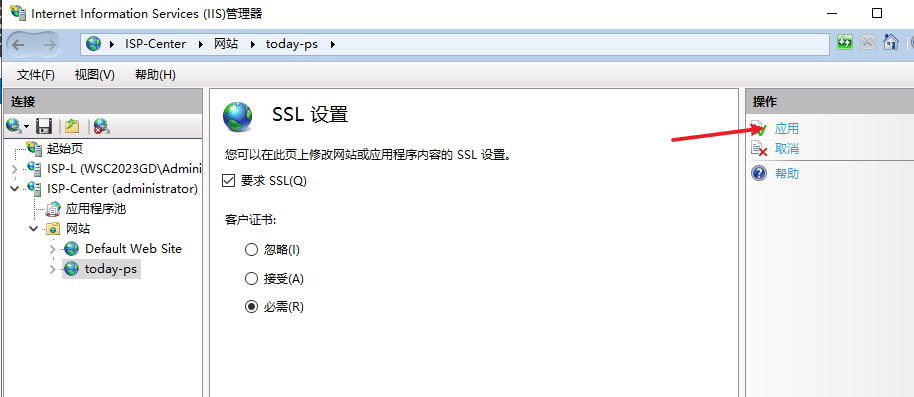 Internet Information Services (IIS)管理器
ISP-Center 网站 today-ps
文件(F) 视图(V) 帮助(H)
连接
起始页
ISP-L (WSC2023GD\Admini
ISP-Center (administrator)
应用程序池
网站
Default Web Site
today-ps
SSL 设置
您可以在此页上修改网站或应用程序内容的 SSL 设置。
要求 SSL(Q)
客户证书:
忽略(I)
接受(A)
必需(R)
操作
应用
取消
帮助